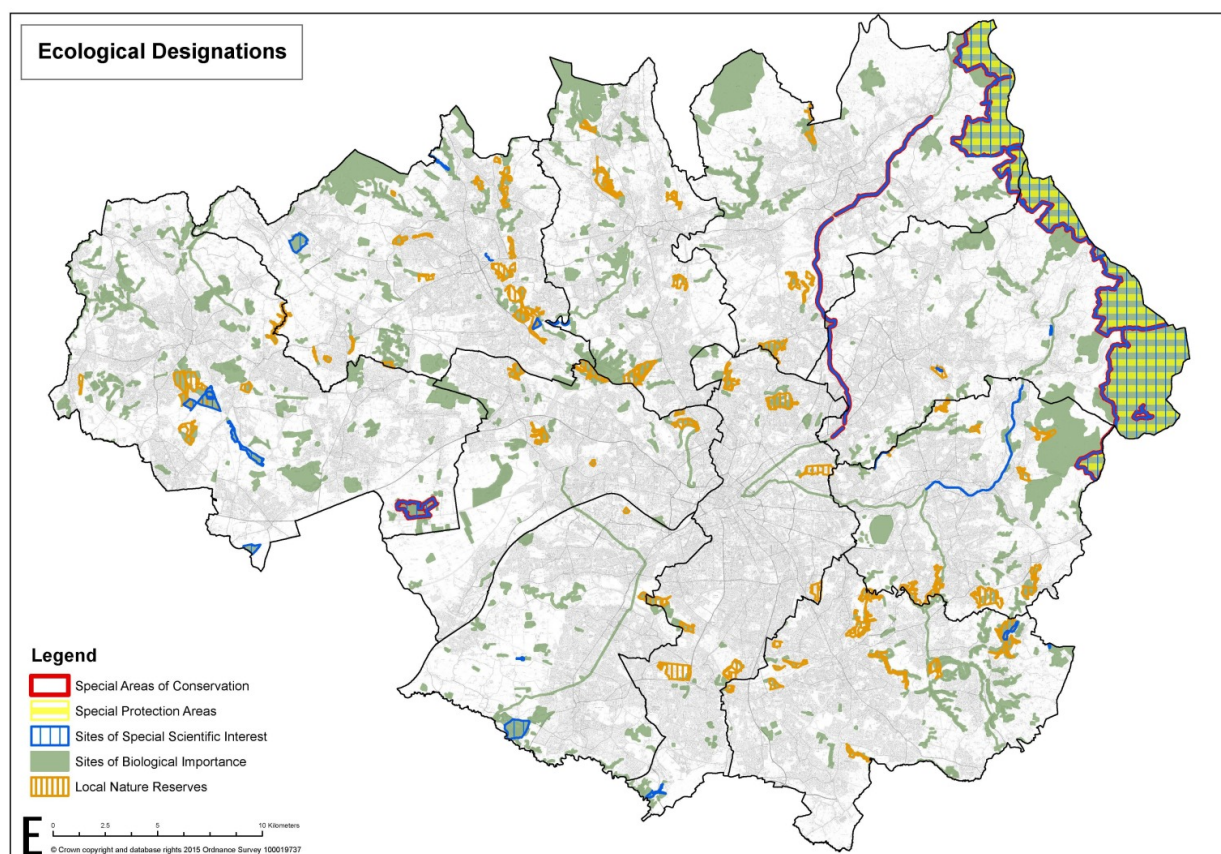 Ecological Designations
Legend
Special Areas of Conservation
Special Protection Areas
Sites of Special Scientific Interest
Sites of Biological Importance
Local Nature Reserves
E
0 2.5 5 10 Kilometers
© Crown copyright and database rights 2015 Ordnance Survey 100019737